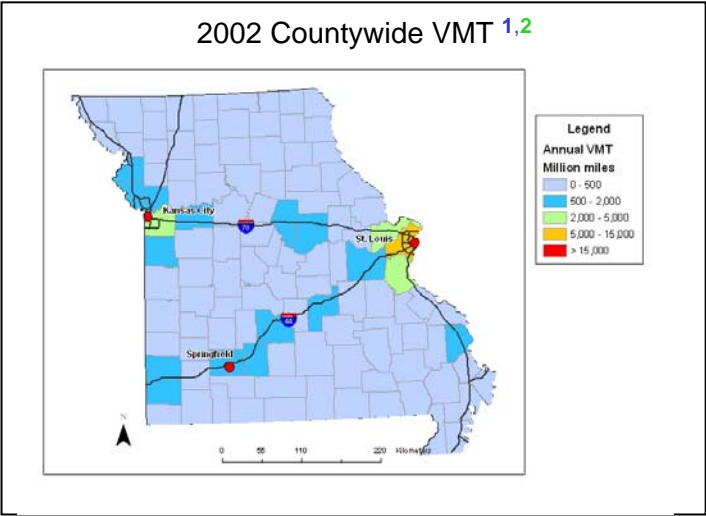 2002 Countywide VMT 1,2
Legend
Annual VMT
Million miles
0 - 500
500 - 2,000
2,000 - 5,000
5,000 - 15,000
> 15,000
Kansas City
70
St. Louis
44
Springfield
N
0 55 110 220 Kilometers